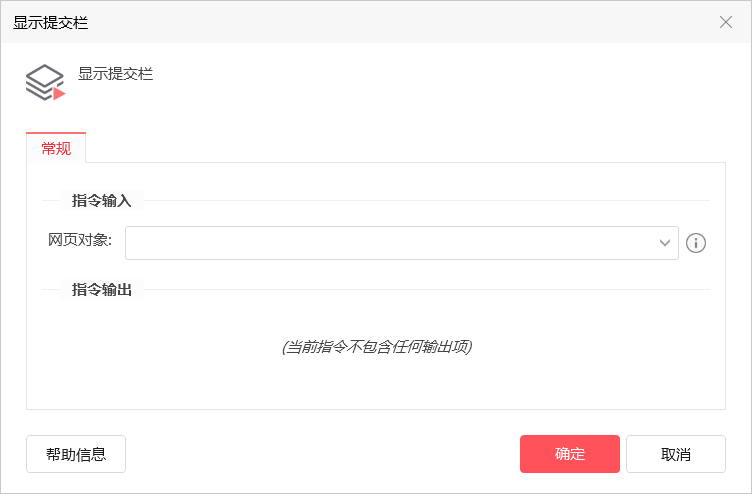 显示提交栏
显示提交栏
常规
指令输入
网页对象:
指令输出
(当前指令不包含任何输出项)
帮助信息
确定
取消